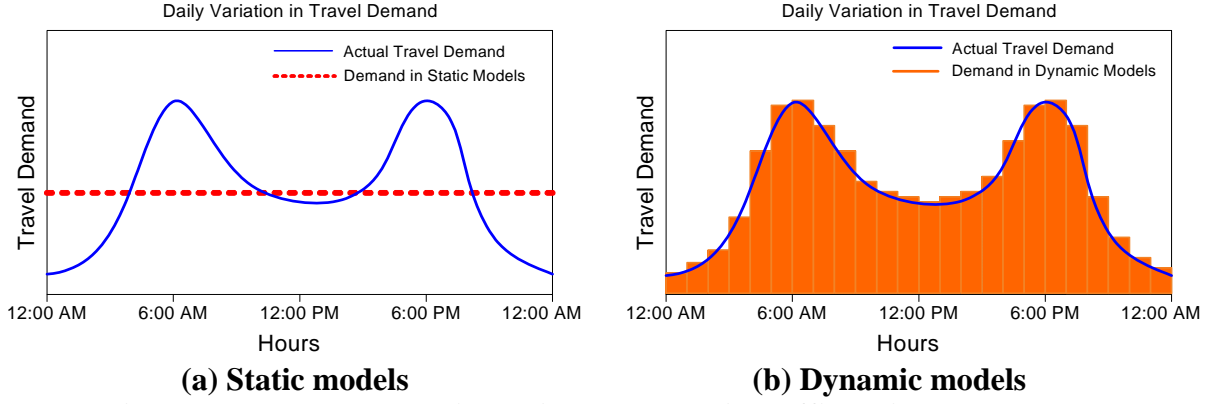 Daily Variation in Travel Demand
Actual Travel Demand
Demand in Static Models
Travel Demand
12:00 AM
6:00 AM
12:00 PM
6:00 PM
12:00 AM
Hours
(a) Static models
Daily Variation in Travel Demand
Actual Travel Demand
Demand in Dynamic Models
Travel Demand
12:00 AM
6:00 AM
12:00 PM
6:00 PM
12:00 AM
Hours
(b) Dynamic models